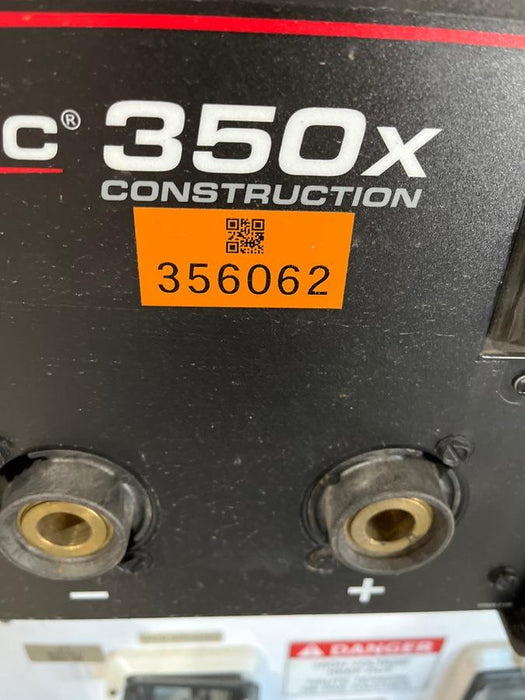 C® 350X
CONSTRUCTION
356062
- +
DANGER